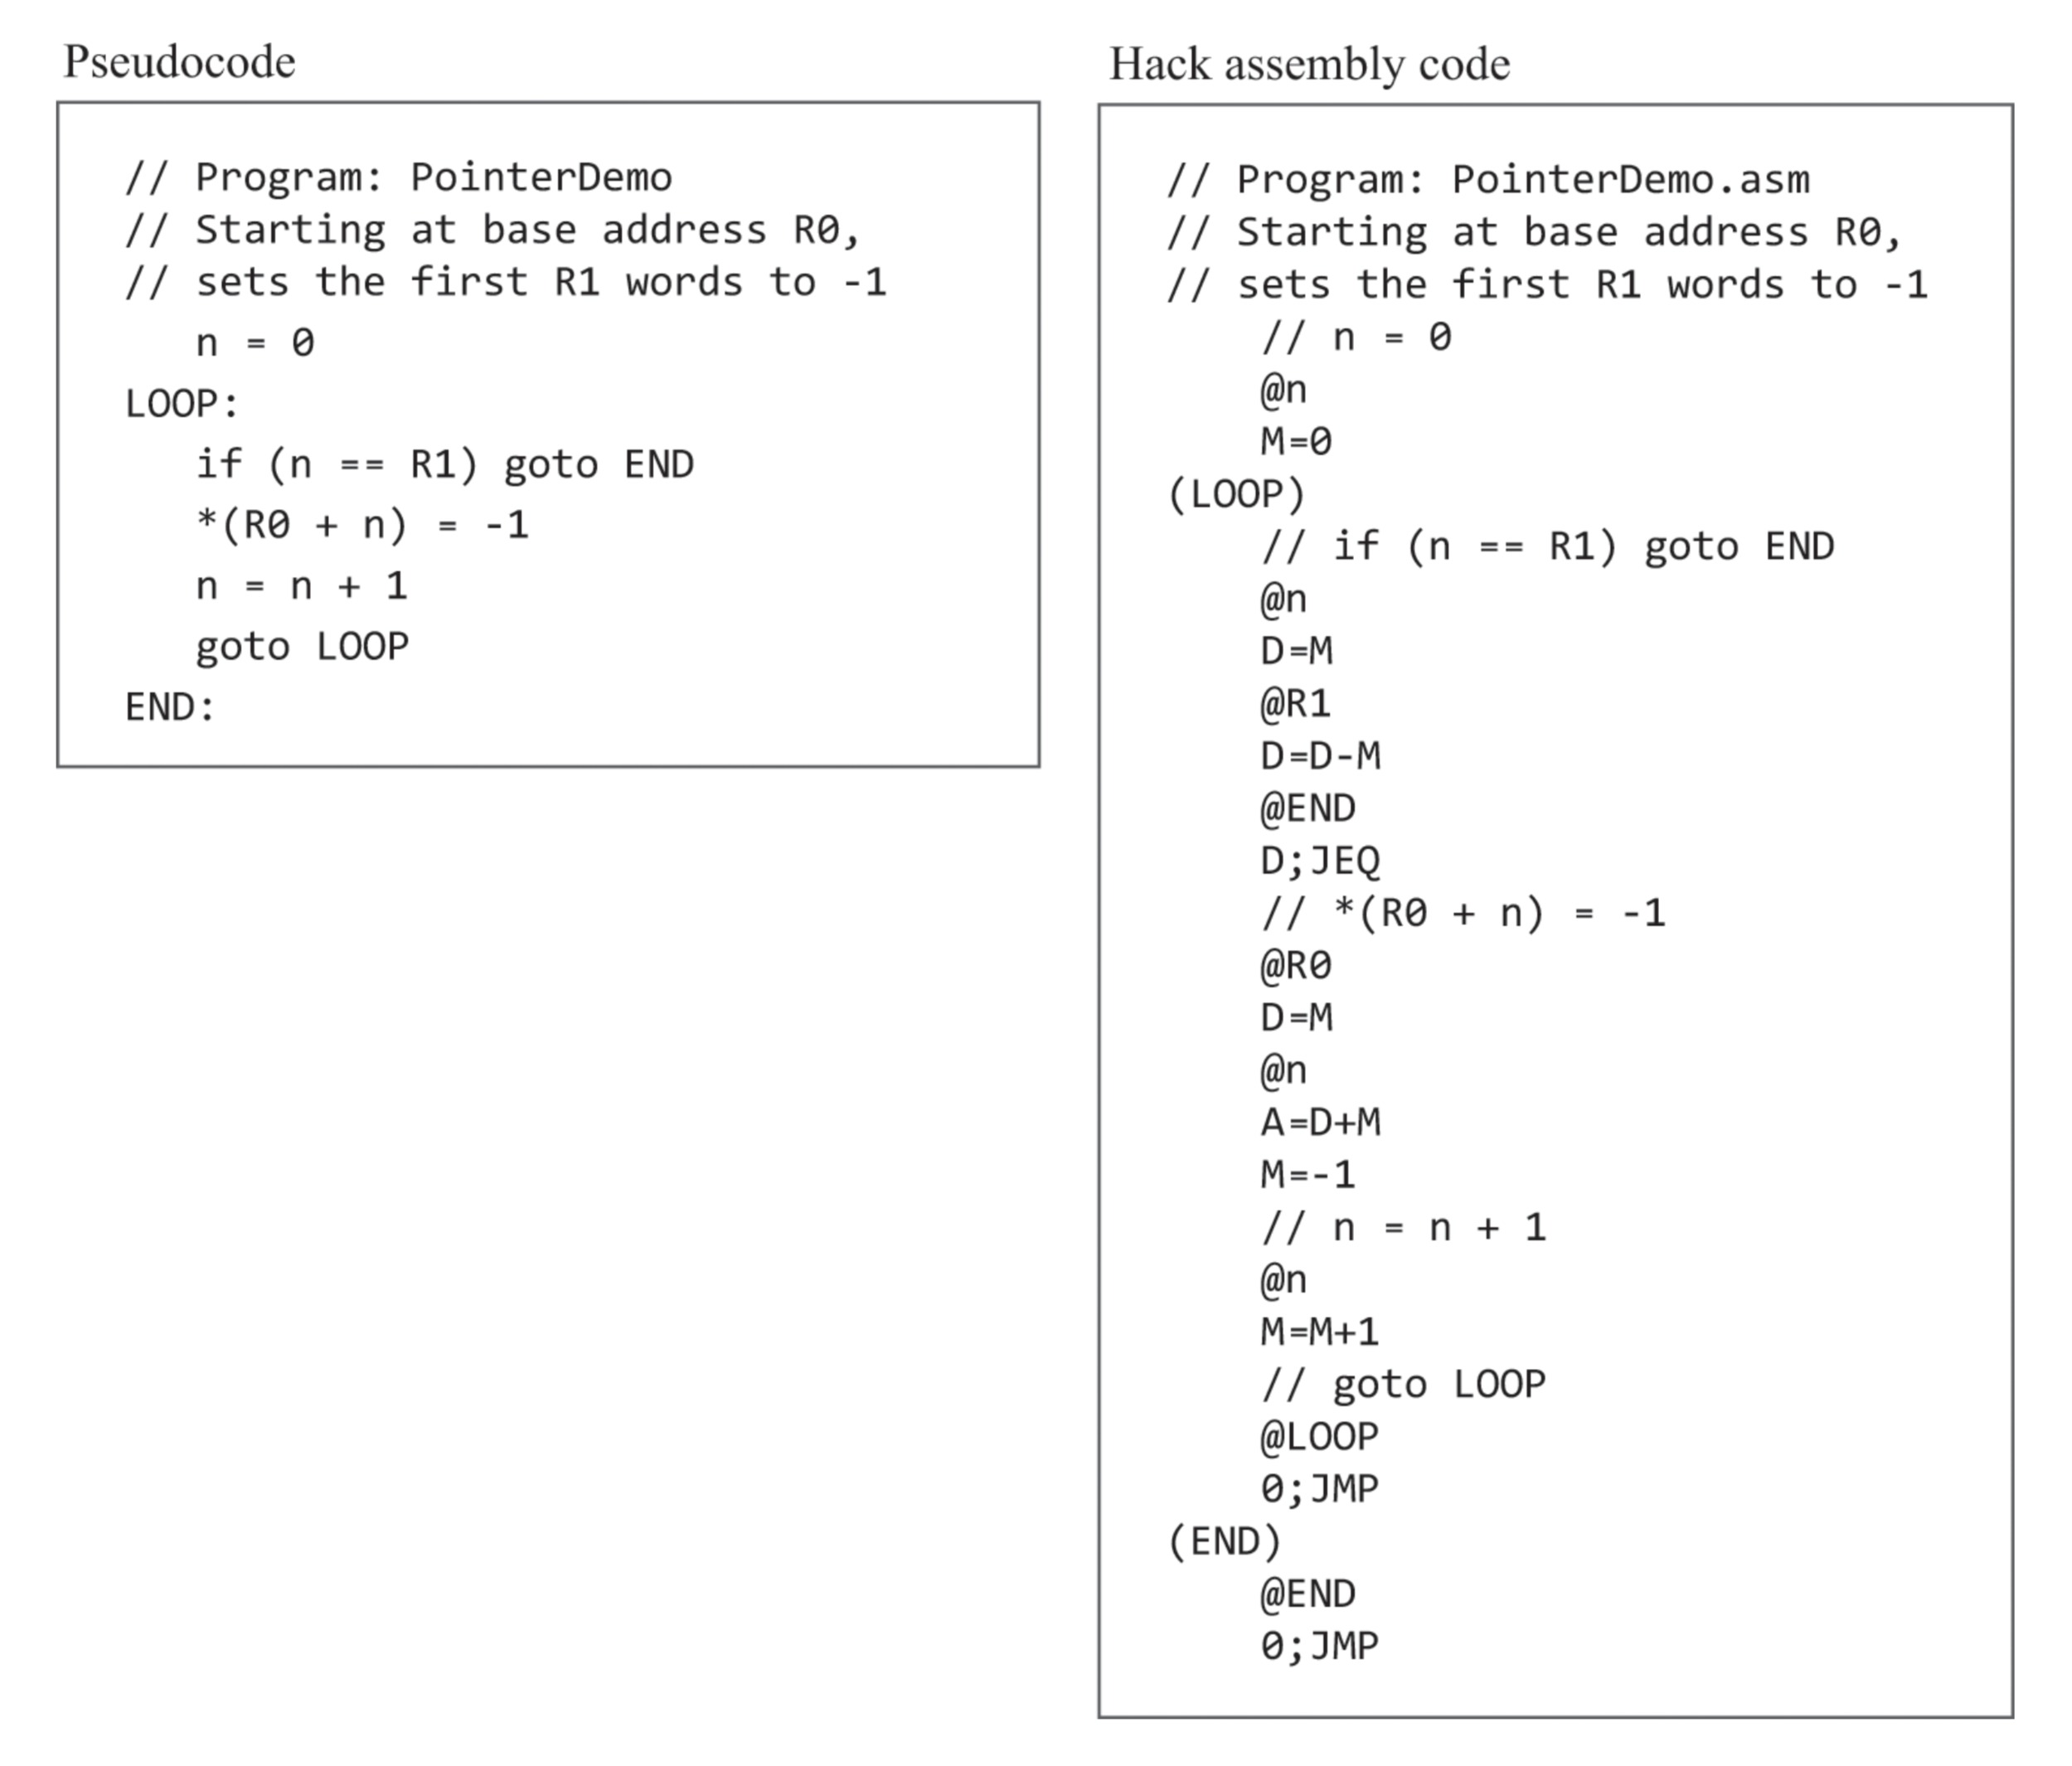 Pseudocode
// Program: PointerDemo
// Starting at base address R0,
// sets the first R1 words to -1
n = 0
LOOP:
if (n == R1) goto END
*(R0 + n) = -1
n = n + 1
goto LOOP
END:
Hack assembly code
// Program: PointerDemo.asm
// Starting at base address R0,
// sets the first R1 words to -1
// n = 0
@n
M=0
(LOOP)
// if (n == R1) goto END
@n
D=M
@R1
D=D-M
@END
D;JEQ
// *(R0 + n) = -1
@R0
D=M
@n
A=D+M
M=-1
// n = n + 1
@n
M=M+1
// goto LOOP
@LOOP
0;JMP
(END)
@END
0;JMP